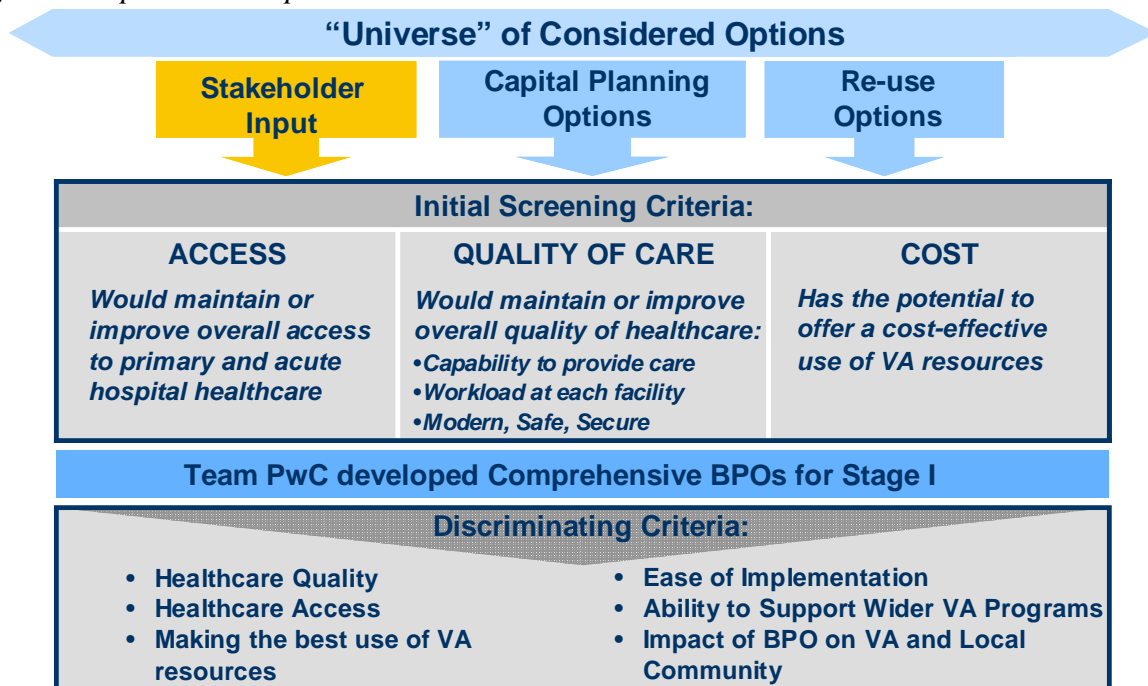 “Universe” of Considered Options
Stakeholder
Input
Capital Planning
Options
Re-use
Options
Initial Screening Criteria:
ACCESS
Would maintain or
improve overall access
to primary and acute
hospital healthcare
QUALITY OF CARE
Would maintain or improve
overall quality of healthcare:
•Capability to provide care
•Workload at each facility
•Modern, Safe, Secure
COST
Has the potential to
offer a cost-effective
use of VA resources
Team PwC developed Comprehensive BPOs for Stage I
Discriminating Criteria:
• Healthcare Quality
• Healthcare Access
• Making the best use of VA
resources
• Ease of Implementation
• Ability to Support Wider VA Programs
• Impact of BPO on VA and Local
Community